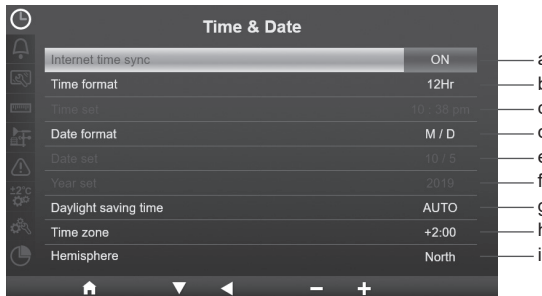 Time & Date
Internet time sync ON
Time format 12Hr
Time set 10 : 38 pm
Date format M / D
Date set 10 / 5
Year set 2019
Daylight saving time AUTO
Time zone +2:00
Hemisphere North
±2°C